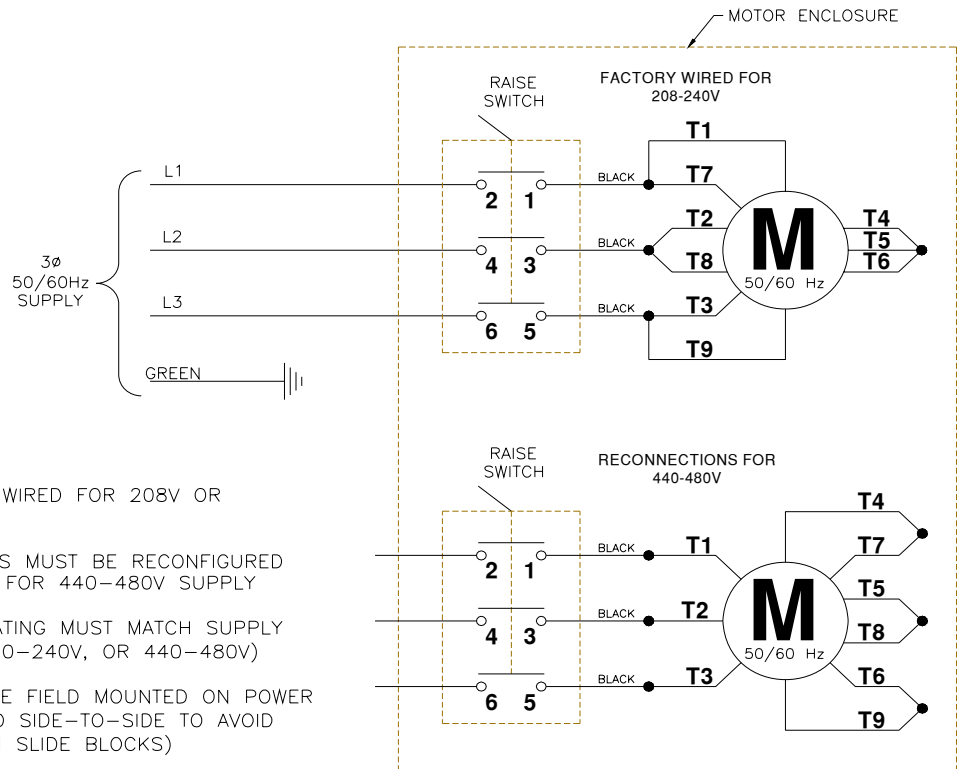 MOTOR ENCLOSURE
RAISE
SWITCH
FACTORY WIRED FOR
208-240V
T1
L1
BLACK
T7
2 1
L2
BLACK
T2
T8
4 3
M
50/60 Hz
T4
T5
T6
3ø
50/60Hz
SUPPLY
L3
BLACK
T3
6 5
T9
GREEN
RAISE
SWITCH
RECONNECTIONS FOR
440-480V
WIRED FOR 208V OR
S MUST BE RECONFIGURED
FOR 440-480V SUPPLY
ATING MUST MATCH SUPPLY
0-240V, OR 440-480V)
E FIELD MOUNTED ON POWER
O SIDE-TO-SIDE TO AVOID
SLIDE BLOCKS)
BLACK
T1
2 1
BLACK
T2
4 3
BLACK
T3
6 5
M
50/60 Hz
T4
T7
T5
T8
T6
T9